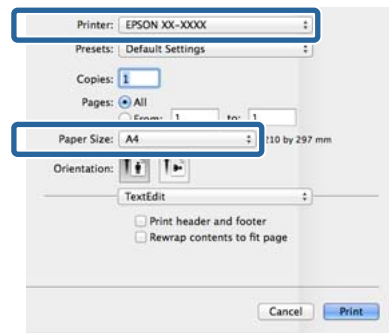 Printer: EPSON XX-XXXX
Presets: Default Settings
Copies: 1
Pages: All
From: 1 to: 1
Paper Size: A4 210 by 297 mm
Orientation:
TextEdit
Print header and footer
Rewrap contents to fit page
Cancel Print